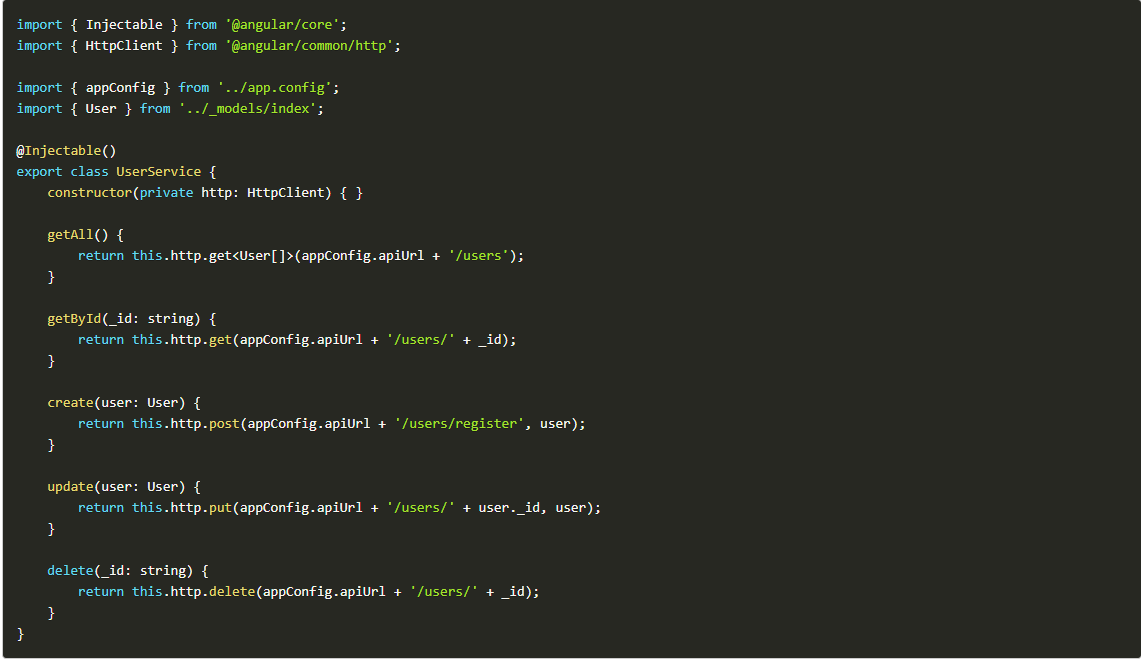 import { Injectable } from '@angular/core';
import { HttpClient } from '@angular/common/http';

import { appConfig } from '../app.config';
import { User } from '../_models/index';

@Injectable()
export class UserService {
    constructor(private http: HttpClient) { }

    getAll() {
        return this.http.get<User[]>(appConfig.apiUrl + '/users');
    }

    getById(_id: string) {
        return this.http.get(appConfig.apiUrl + '/users/' + _id);
    }

    create(user: User) {
        return this.http.post(appConfig.apiUrl + '/users/register', user);
    }

    update(user: User) {
        return this.http.put(appConfig.apiUrl + '/users/' + user._id, user);
    }

    delete(_id: string) {
        return this.http.delete(appConfig.apiUrl + '/users/' + _id);
    }
}